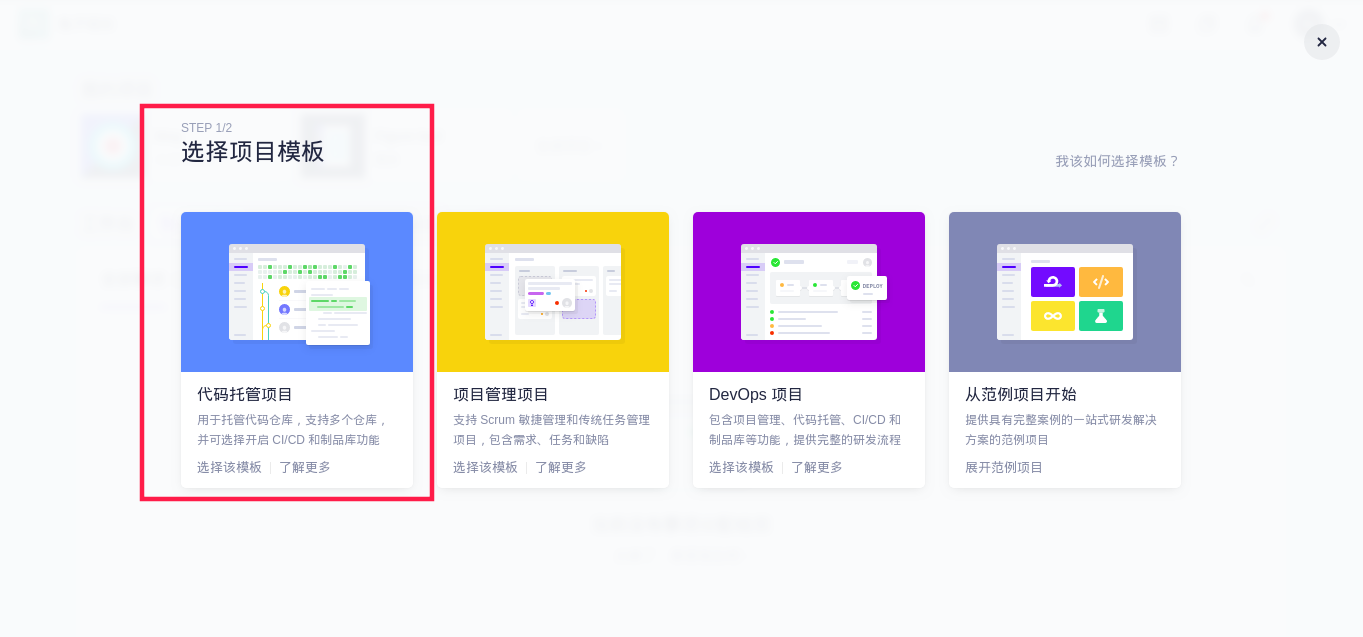 STEP 1/2
选择项目模板
我该如何选择模板？
DEPLOY
代码托管项目
用于托管代码仓库，支持多个仓库，
并可选择开启 CI/CD 和制品库功能
选择该模板
了解更多
项目管理项目
支持 Scrum 敏捷管理和传统任务管理
项目，包含需求、任务和缺陷
选择该模板
了解更多
DevOps 项目
包含项目管理、代码托管、CI/CD 和
制品库等功能，提供完整的研发流程
选择该模板
了解更多
从范例项目开始
提供具有完整案例的一站式研发解决
方案的范例项目
展开范例项目